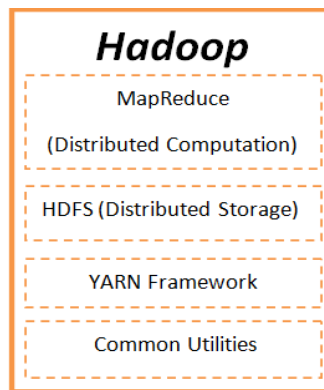 Hadoop
MapReduce
(Distributed Computation)
HDFS (Distributed Storage)
YARN Framework
Common Utilities